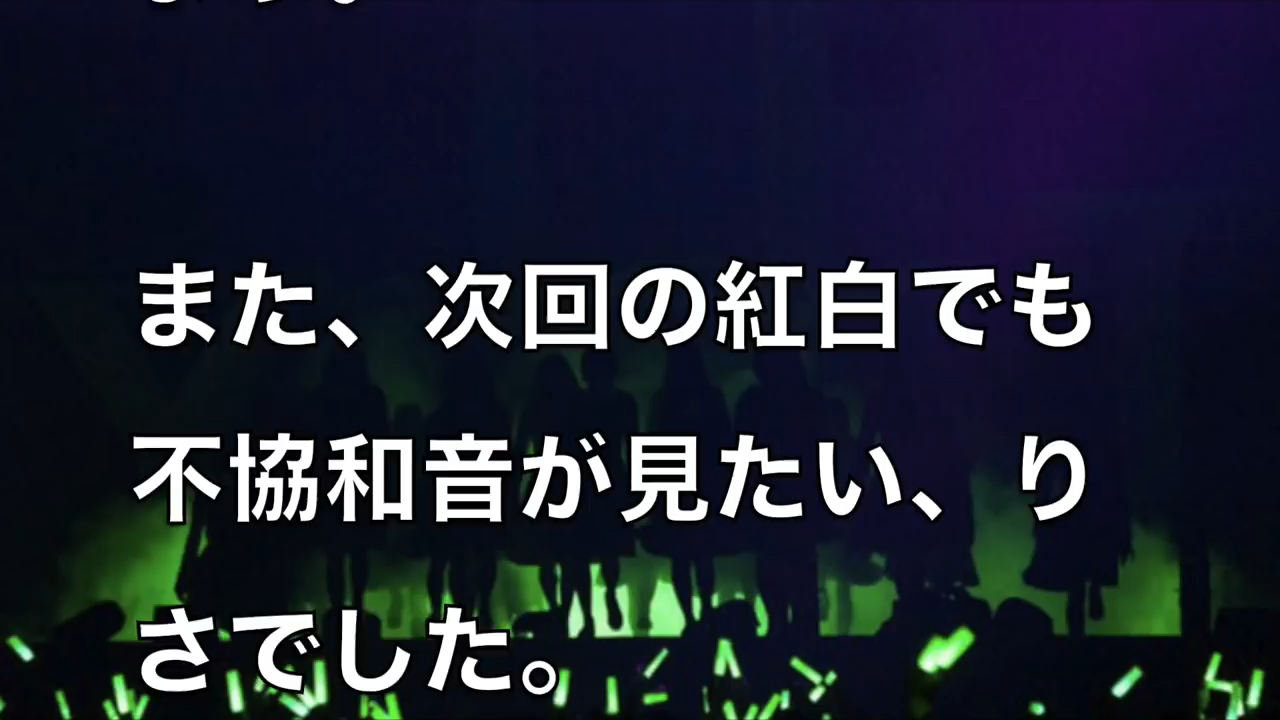 また、次回の紅白でも
不協和音が見たい、り
さでした。